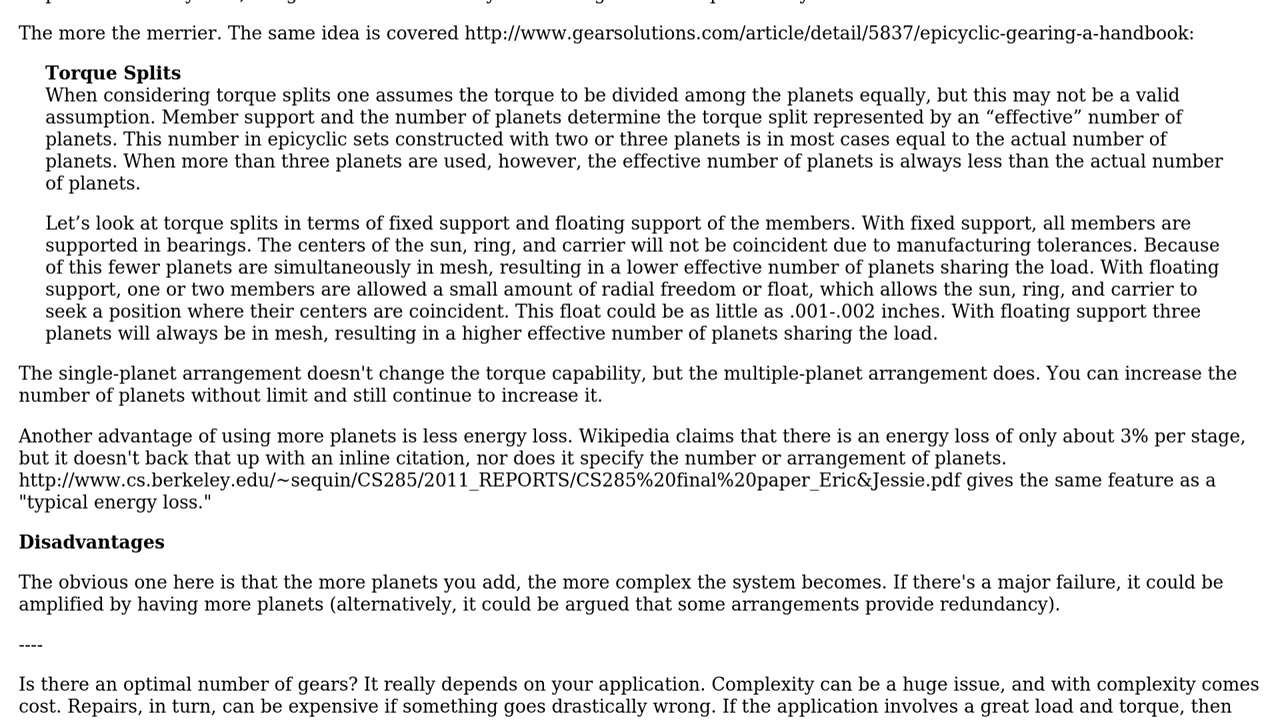 The more the merrier. The same idea is covered http://www.gearsolutions.com/article/detail/5837/epicyclic-gearing-a-handbook:
Torque Splits
When considering torque splits one assumes the torque to be divided among the planets equally, but this may not be a valid
assumption. Member support and the number of planets determine the torque split represented by an “effective” number of
planets. This number in epicyclic sets constructed with two or three planets is in most cases equal to the actual number of
planets. When more than three planets are used, however, the effective number of planets is always less than the actual number
of planets.
Let’s look at torque splits in terms of fixed support and floating support of the members. With fixed support, all members are
supported in bearings. The centers of the sun, ring, and carrier will not be coincident due to manufacturing tolerances. Because
of this fewer planets are simultaneously in mesh, resulting in a lower effective number of planets sharing the load. With floating
support, one or two members are allowed a small amount of radial freedom or float, which allows the sun, ring, and carrier to
seek a position where their centers are coincident. This float could be as little as .001-.002 inches. With floating support three
planets will always be in mesh, resulting in a higher effective number of planets sharing the load.
The single-planet arrangement doesn't change the torque capability, but the multiple-planet arrangement does. You can increase the
number of planets without limit and still continue to increase it.
Another advantage of using more planets is less energy loss. Wikipedia claims that there is an energy loss of only about 3% per stage,
but it doesn't back that up with an inline citation, nor does it specify the number or arrangement of planets.
http://www.cs.berkeley.edu/~sequin/CS285/2011_REPORTS/CS285%20final%20paper_Eric&Jessie.pdf gives the same feature as a
"typical energy loss."
Disadvantages
The obvious one here is that the more planets you add, the more complex the system becomes. If there's a major failure, it could be
amplified by having more planets (alternatively, it could be argued that some arrangements provide redundancy).
----
Is there an optimal number of gears? It really depends on your application. Complexity can be a huge issue, and with complexity comes
cost. Repairs, in turn, can be expensive if something goes drastically wrong. If the application involves a great load and torque, then